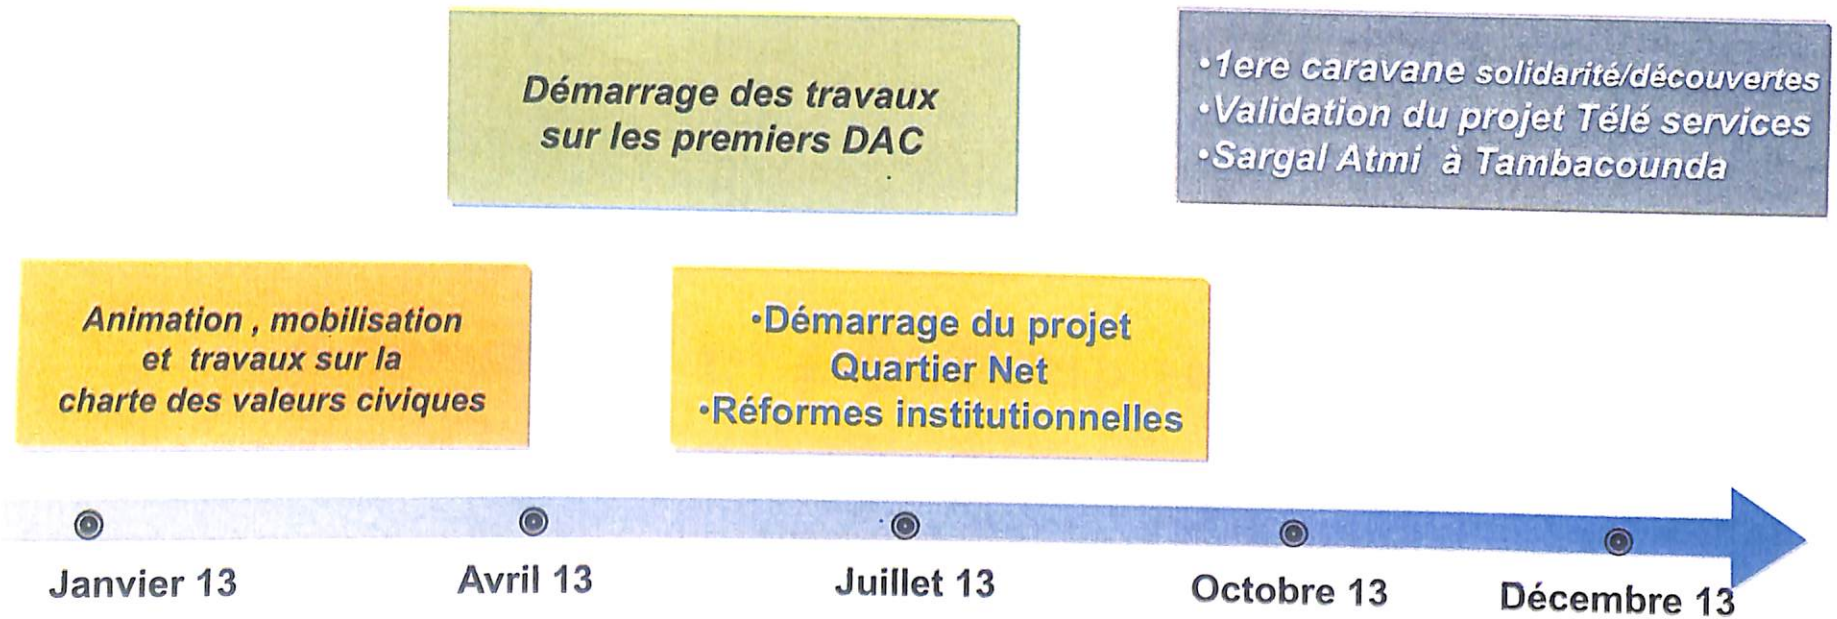 Démarrage des travaux
sur les premiers DAC
•1ere caravane solidarité/découvertes
•Validation du projet Télé services
•Sargal Atmi à Tambacounda
Animation , mobilisation
et travaux sur la
charte des valeurs civiques
•Démarrage du projet
Quartier Net
•Réformes institutionnelles
Janvier 13
Avril 13
Juillet 13
Octobre 13
Décembre 13